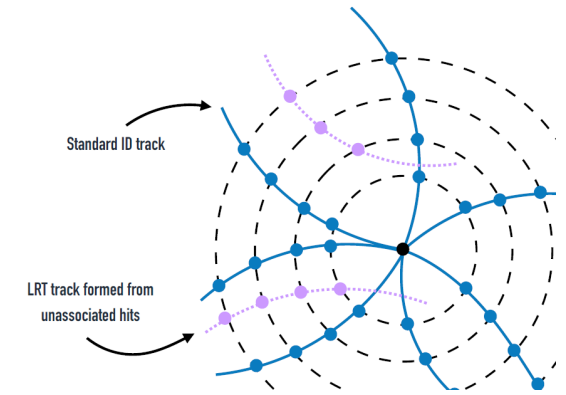 Standard ID track
LRT track formed from
unassociated hits